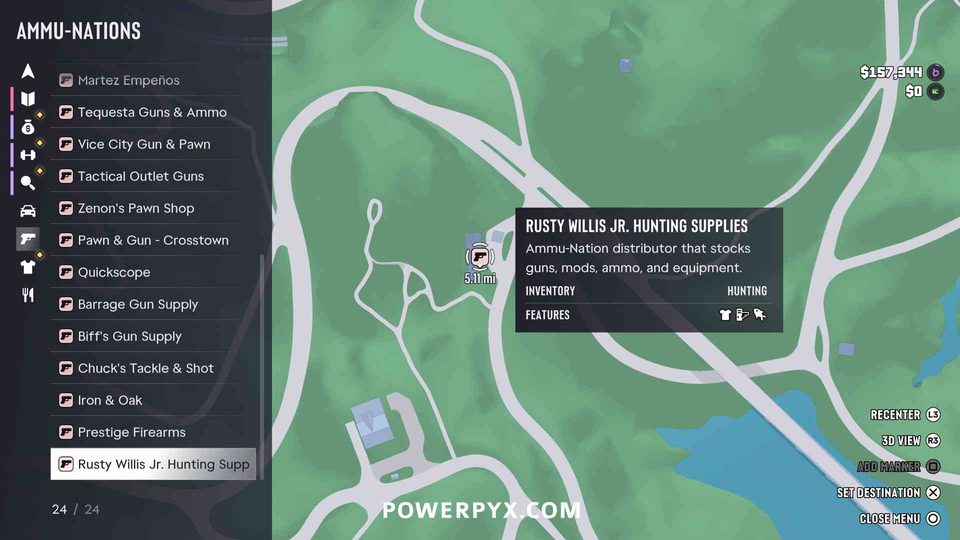 AMMU-NATIONS
Martez Empeños
Tequesta Guns & Ammo
Vice City Gun & Pawn
Tactical Outlet Guns
Zenon's Pawn Shop
Pawn & Gun - Crosstown
Quickscope
Barrage Gun Supply
Biff's Gun Supply
Chuck's Tackle & Shot
Iron & Oak
Prestige Firearms
Rusty Willis Jr. Hunting Supp
24 / 24
$157,344
$0
5.11 mi
RUSTY WILLIS JR. HUNTING SUPPLIES
Ammu-Nation distributor that stocks
guns, mods, ammo, and equipment.
INVENTORY HUNTING
FEATURES
RECENTER L3
3D VIEW R3
ADD MARKER
SET DESTINATION
CLOSE MENU
POWERPYX.COM